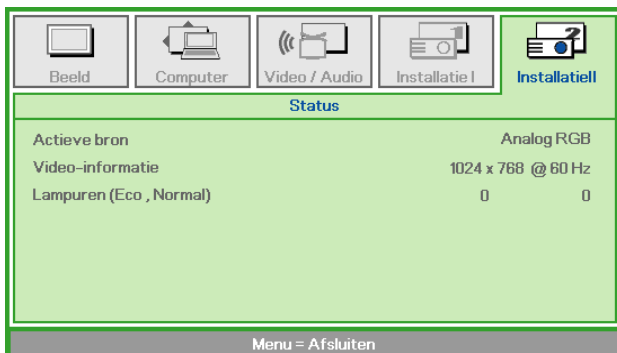 Beeld Computer Video / Audio Installatie I InstallatieII
Status
Actieve bron Analog RGB
Video-informatie 1024 x 768 @ 60 Hz
Lampuren (Eco , Normal) 0 0
Menu = Afsluiten